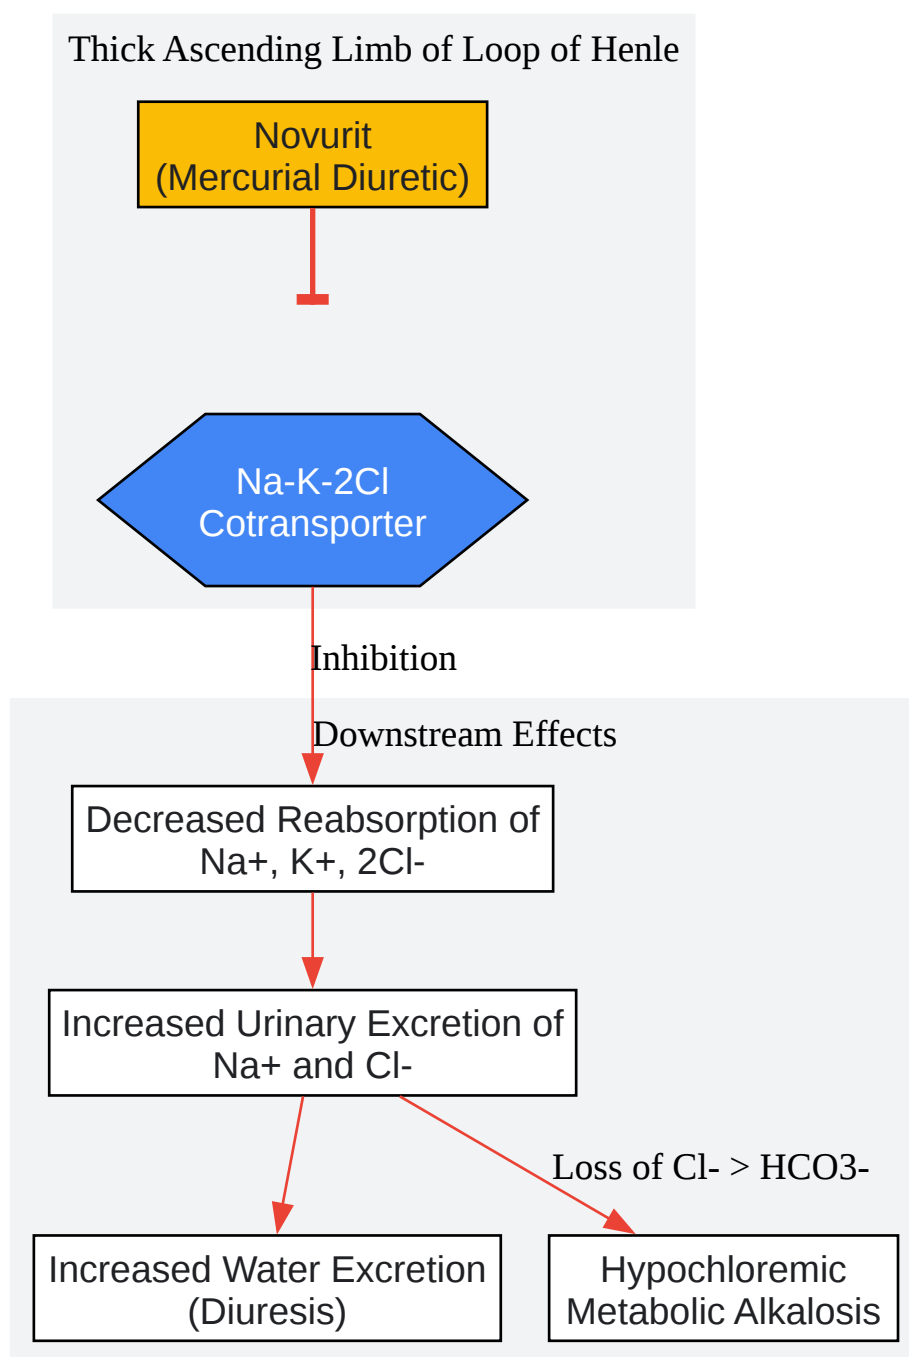 Thick Ascending Limb of Loop of Henle
Novurit
(Mercurial Diuretic)
Na-K-2Cl
Cotransporter
Inhibition
Downstream Effects
Decreased Reabsorption of
Na+, K+, 2Cl-
Increased Urinary Excretion of
Na+ and Cl-
Loss of Cl- > HCO3-
Increased Water Excretion
(Diuresis)
Hypochloremic
Metabolic Alkalosis